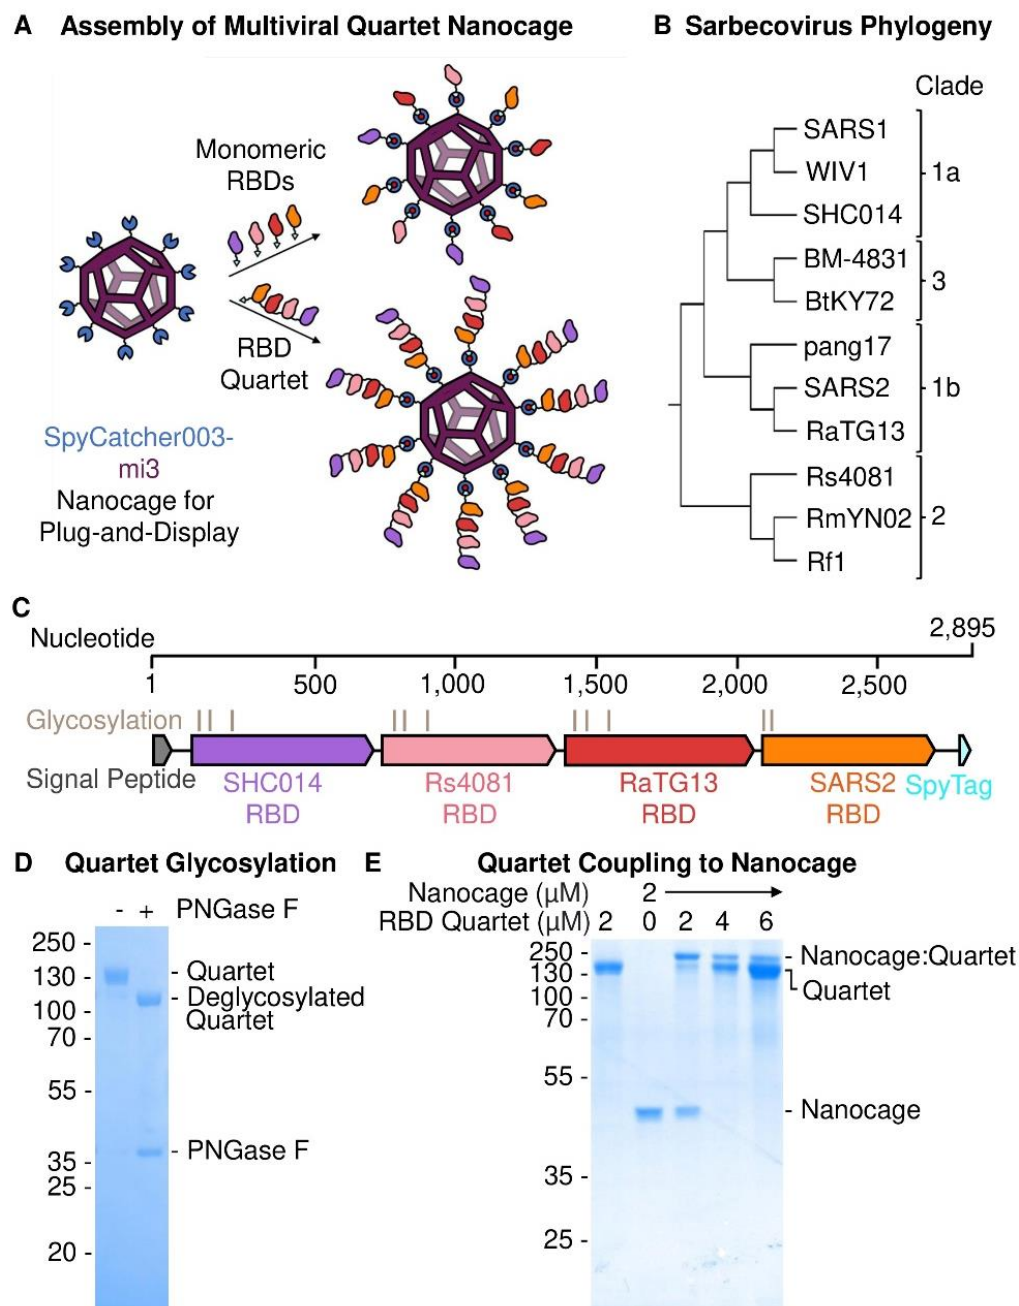 A Assembly of Multiviral Quartet Nanocage
Monomeric
RBDs
RBD
Quartet
SpyCatcher003-
mi3
Nanocage for
Plug-and-Display
B Sarbecovirus Phylogeny
Clade
SARS1
WIV1
SHC014
1a
BM-4831
BtKY72
3
pang17
SARS2
RaTG13
1b
Rs4081
RmYN02
Rf1
2
C
Nucleotide
2,895
1 500 1,000 1,500 2,000 2,500
Glycosylation
Signal Peptide
SHC014
RBD
Rs4081
RBD
RaTG13
RBD
SARS2
RBD
SpyTag
D Quartet Glycosylation
- + PNGase F
250 -
130 -
100 -
70 -
55 -
35 -
25 -
20 -
- Quartet
- Deglycosylated
Quartet
- PNGase F
E Quartet Coupling to Nanocage
Nanocage (µM) 2
RBD Quartet (µM) 2 0 2 4 6
250 -
130 -
100 -
70 -
55 -
35 -
25 -
- Nanocage:Quartet
Quartet
- Nanocage